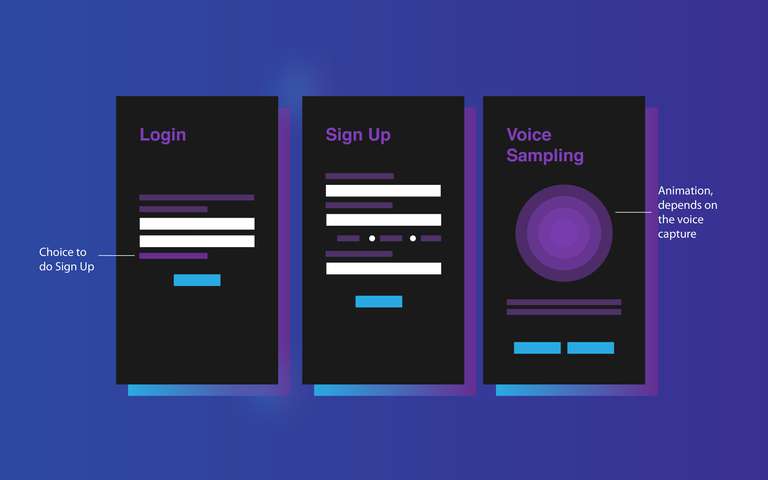 Login
Choice to
do Sign Up
Sign Up
Voice
Sampling
Animation,
depends on
the voice
capture